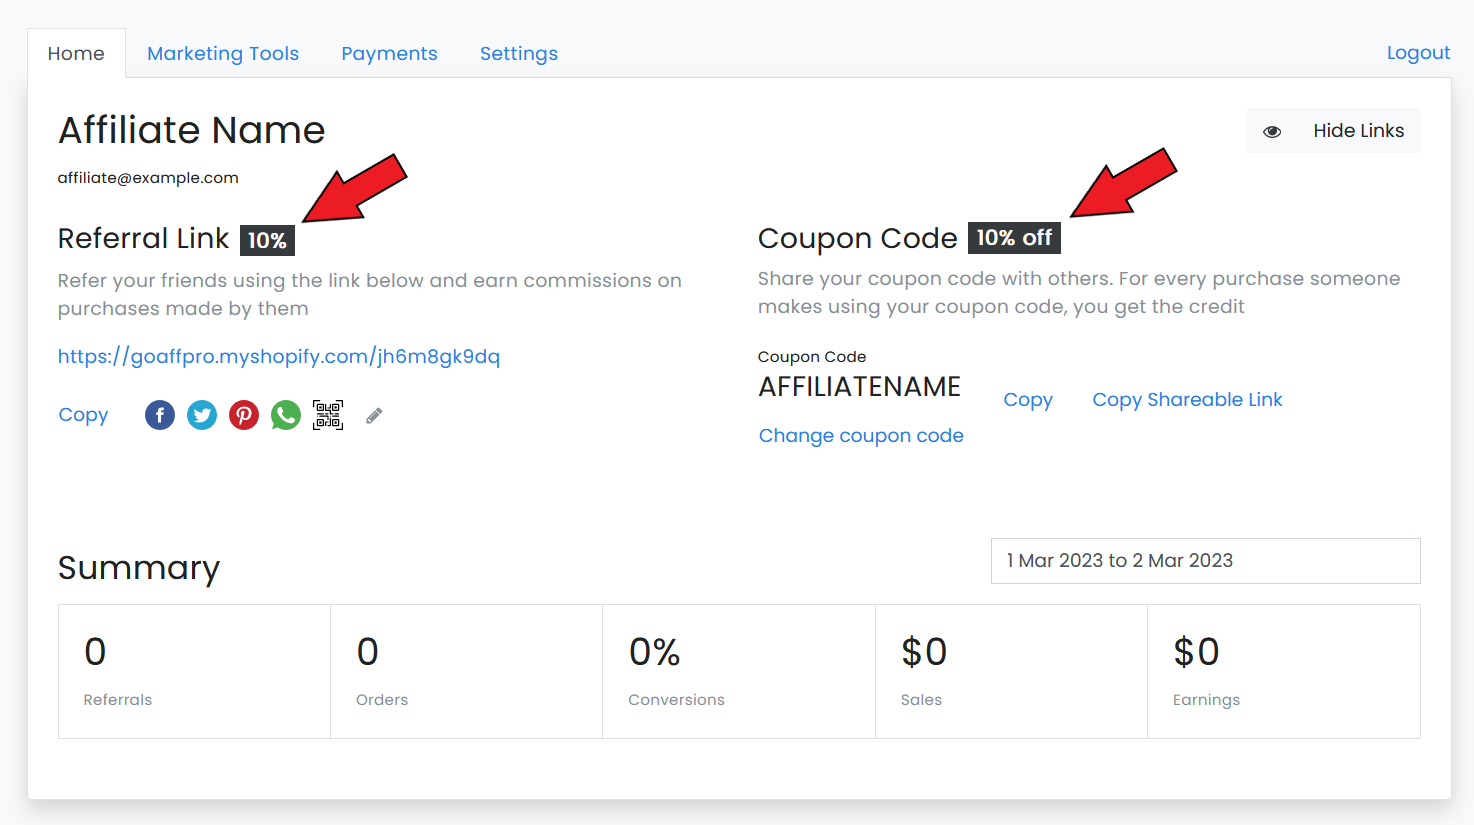 Home
Marketing Tools
Payments
Settings
Logout
Affiliate Name
Hide Links
affiliate@example.com
Referral Link 10%
Refer your friends using the link below and earn commissions on
purchases made by them
https://goaffpro.myshopify.com/jh6m8gk9dq
Copy
Coupon Code 10% off
Share your coupon code with others. For every purchase someone
makes using your coupon code, you get the credit
Coupon Code
AFFILIATENAME
Copy
Copy Shareable Link
Change coupon code
Summary
1 Mar 2023 to 2 Mar 2023
0
Referrals
0
Orders
0%
Conversions
$0
Sales
$0
Earnings